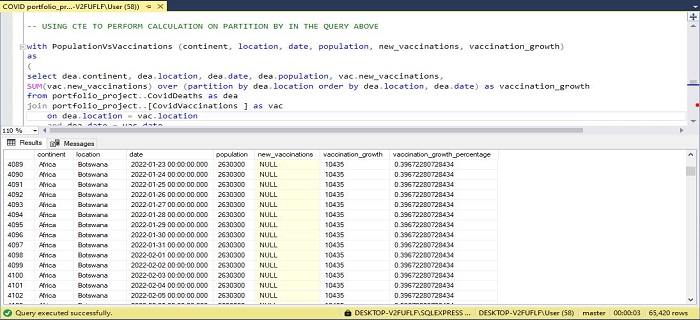 COVID portfolio_pr...-V2FUFLF\User (58))
-- USING CTE TO PERFORM CALCULATION ON PARTITION BY IN THE QUERY ABOVE
with PopulationVsVaccinations (continent, location, date, population, new_vaccinations, vaccination_growth)
as
(
select dea.continent, dea.location, dea.date, dea.population, vac.new_vaccinations,
SUM(vac.new_vaccinations) over (partition by dea.location order by dea.location, dea.date) as vaccination_growth
from portfolio_project..CovidDeaths as dea
join portfolio_project..[CovidVaccinations ] as vac
on dea.location = vac.location
and dea.date = vac.date
110 %
Results Messages
continent location date population new_vaccinations vaccination_growth vaccination_growth_percentage
4089 Africa Botswana 2022-01-23 00:00:00.000 2630300 NULL 10435 0.39672280728434
4090 Africa Botswana 2022-01-24 00:00:00.000 2630300 NULL 10435 0.39672280728434
4091 Africa Botswana 2022-01-25 00:00:00.000 2630300 NULL 10435 0.39672280728434
4092 Africa Botswana 2022-01-26 00:00:00.000 2630300 NULL 10435 0.39672280728434
4093 Africa Botswana 2022-01-27 00:00:00.000 2630300 NULL 10435 0.39672280728434
4094 Africa Botswana 2022-01-28 00:00:00.000 2630300 NULL 10435 0.39672280728434
4095 Africa Botswana 2022-01-29 00:00:00.000 2630300 NULL 10435 0.39672280728434
4096 Africa Botswana 2022-01-30 00:00:00.000 2630300 NULL 10435 0.39672280728434
4097 Africa Botswana 2022-01-31 00:00:00.000 2630300 NULL 10435 0.39672280728434
4098 Africa Botswana 2022-02-01 00:00:00.000 2630300 NULL 10435 0.39672280728434
4099 Africa Botswana 2022-02-02 00:00:00.000 2630300 NULL 10435 0.39672280728434
4100 Africa Botswana 2022-02-03 00:00:00.000 2630300 NULL 10435 0.39672280728434
4101 Africa Botswana 2022-02-04 00:00:00.000 2630300 NULL 10435 0.39672280728434
4102 Africa Botswana 2022-02-05 00:00:00.000 2630300 NULL 10435 0.39672280728434
Query executed successfully. DESKTOP-V2FUFLF\SQLEXPRESS ... DESKTOP-V2FUFLF\User (58) master 00:00:03 65,420 rows